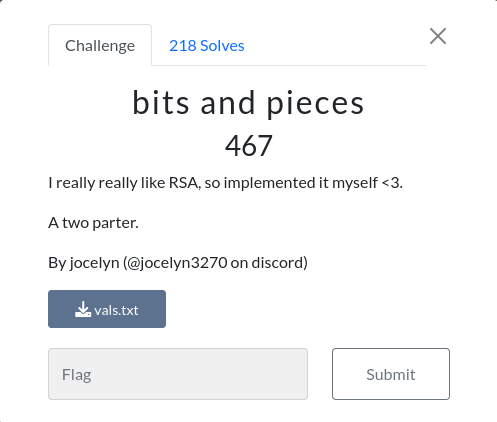 Challenge
218 Solves
bits and pieces
467
I really really like RSA, so implemented it myself <3.
A two parter.
By jocelyn (@jocelyn3270 on discord)
vals.txt
Flag
Submit